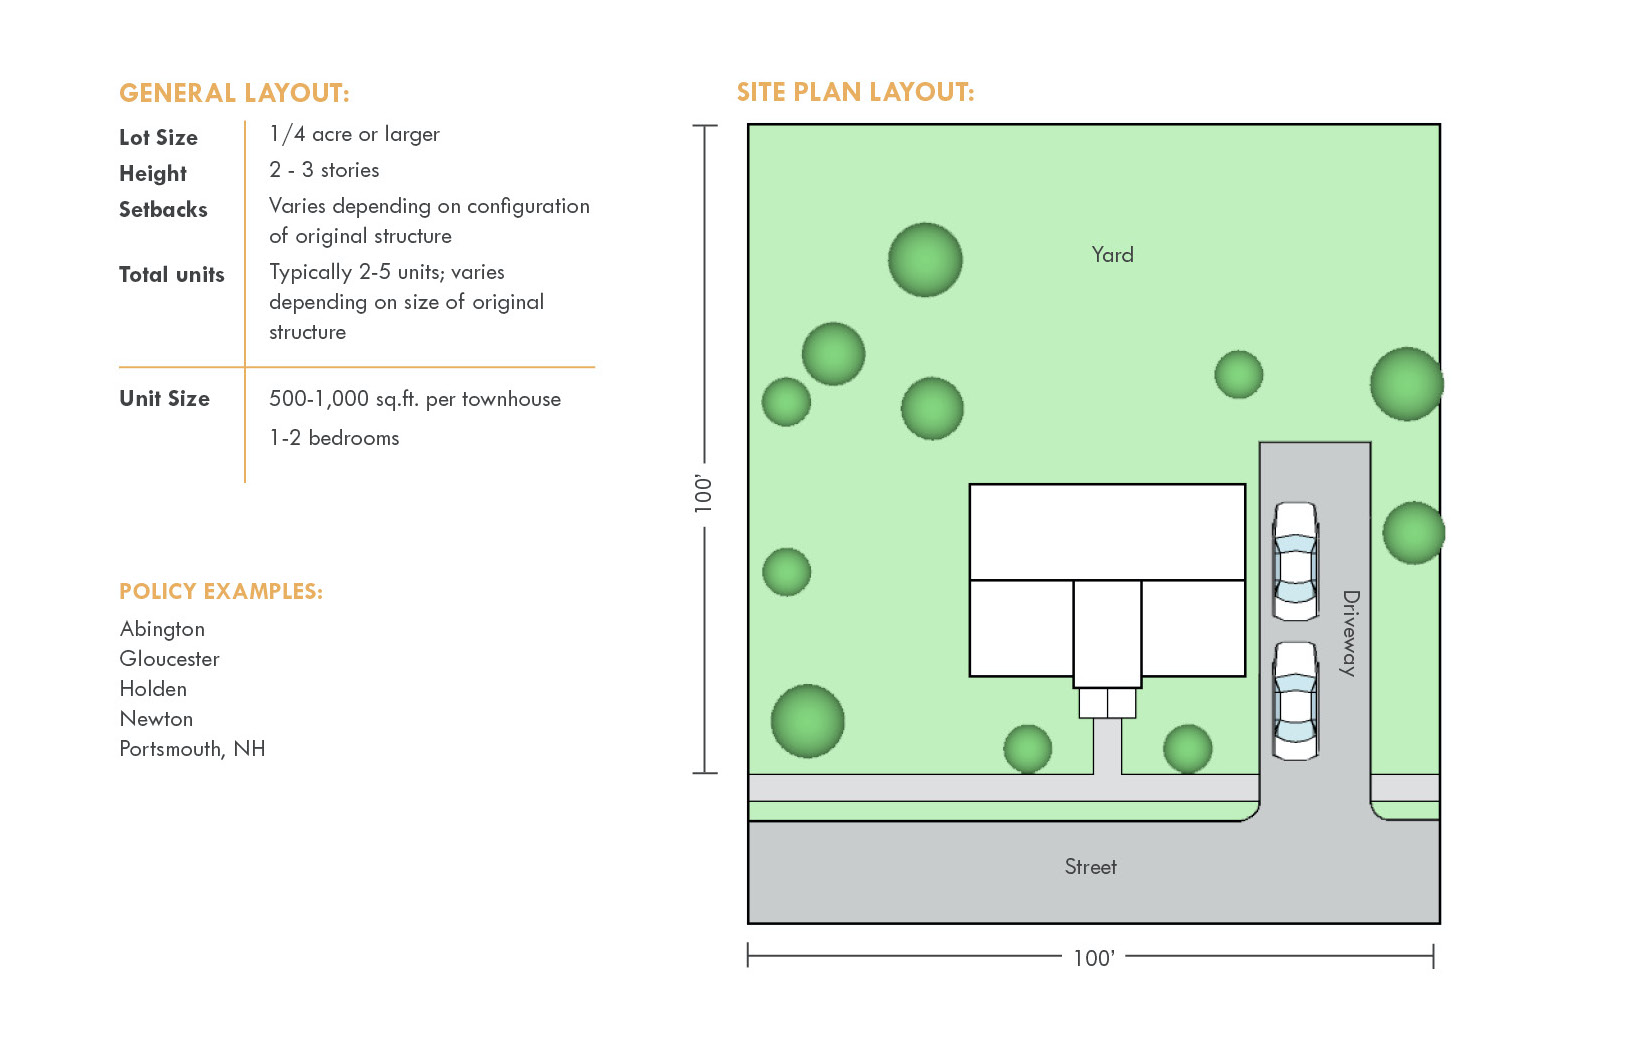 GENERAL LAYOUT:
Lot Size 1/4 acre or larger
Height 2 - 3 stories
Setbacks Varies depending on configuration
of original structure
Total units Typically 2-5 units; varies
depending on size of original
structure
Unit Size 500-1,000 sq.ft. per townhouse
1-2 bedrooms
POLICY EXAMPLES:
Abington
Gloucester
Holden
Newton
Portsmouth, NH
SITE PLAN LAYOUT:
Yard
100’
Driveway
Street
100’